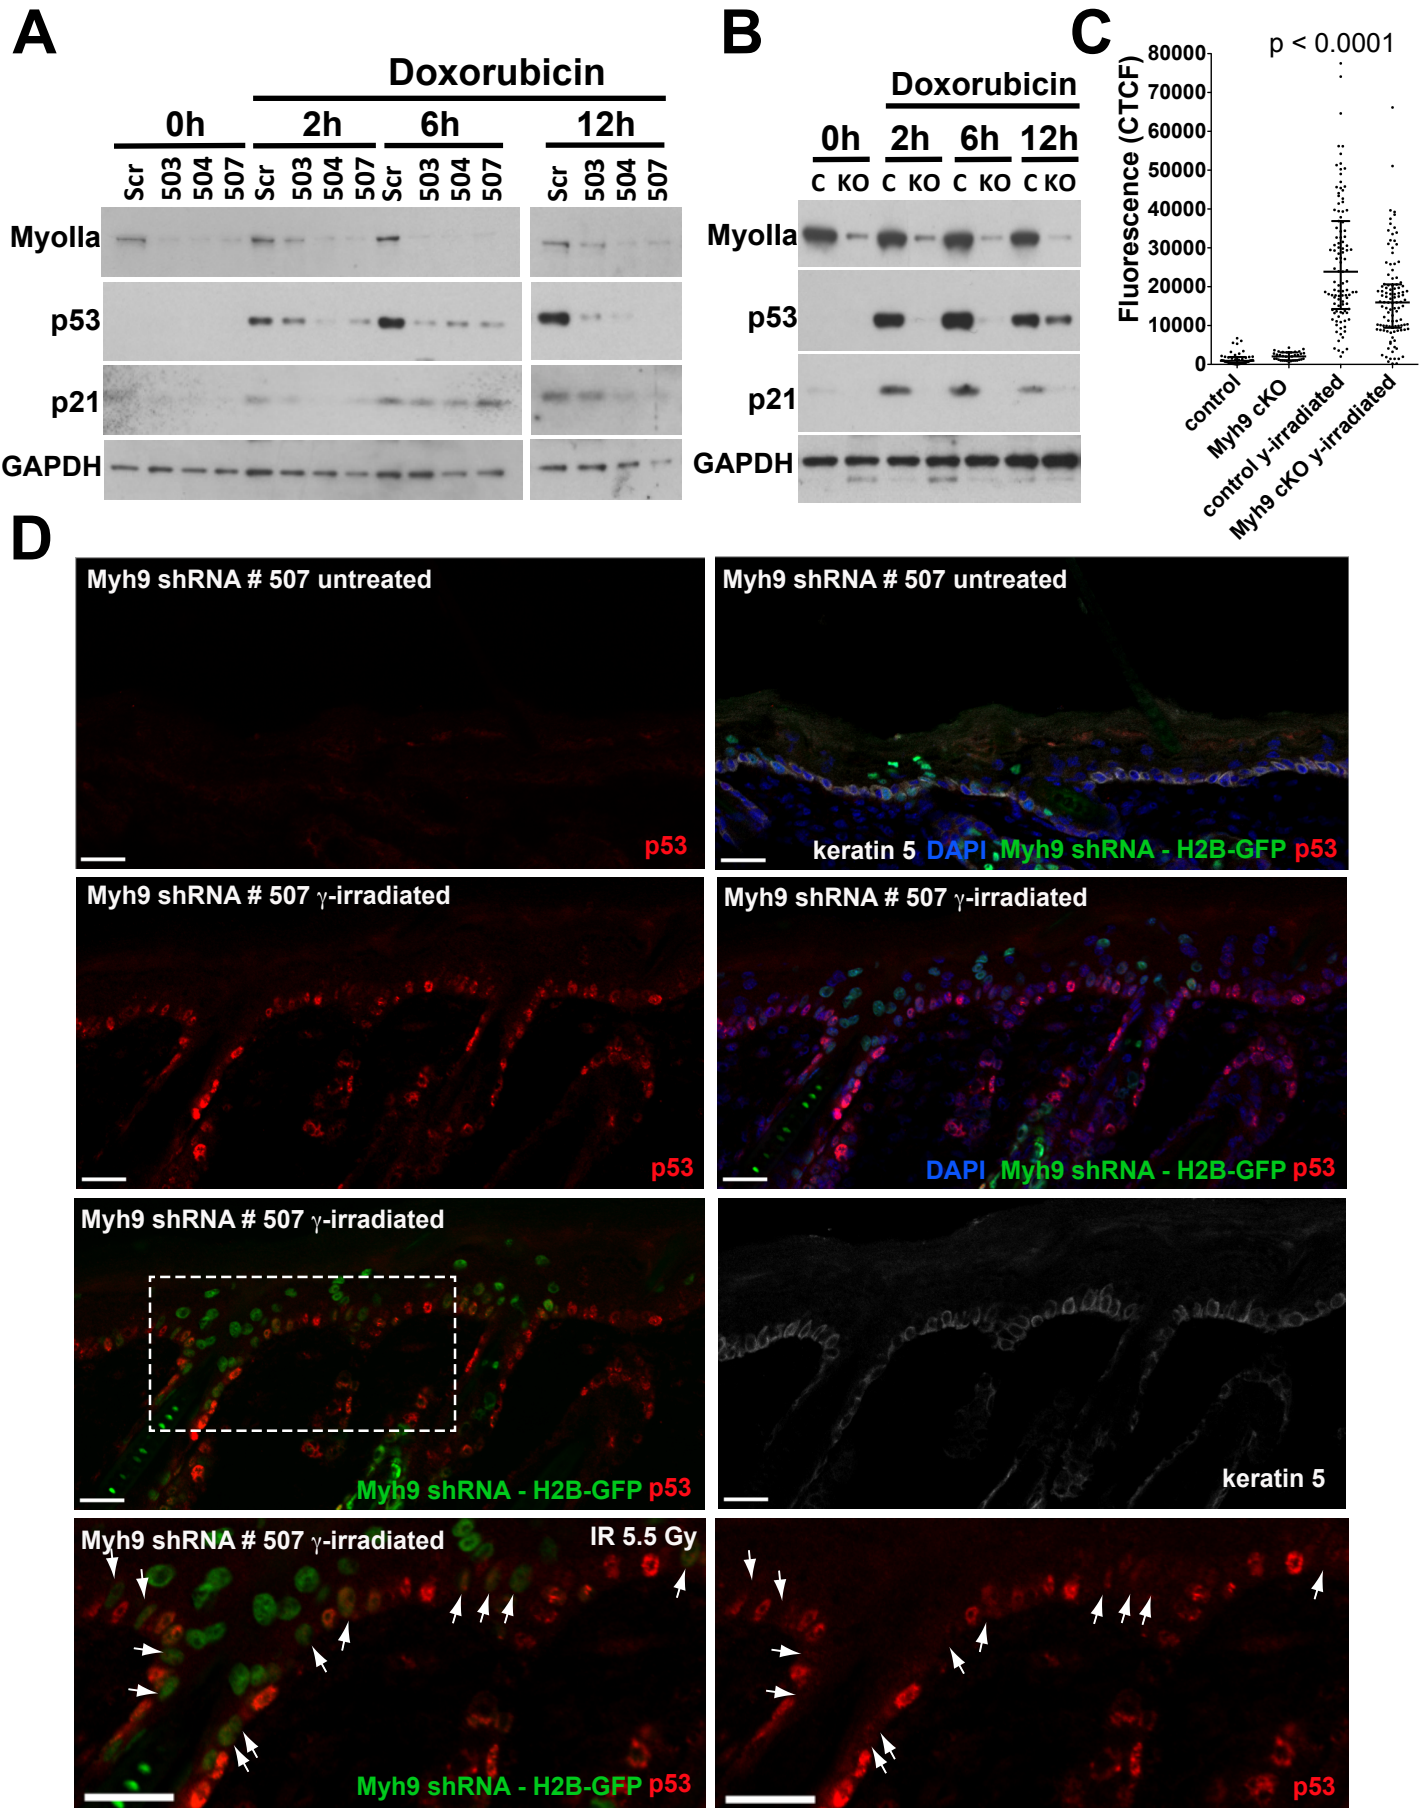 A
Doxorubicin
0h 2h 6h 12h
Scr 503 504 507 Scr 503 504 507 Scr 503 504 507 Scr 503 504 507
MyoIIa
p53
p21
GAPDH
B
Doxorubicin
0h 2h 6h 12h
C KO C KO C KO C KO
MyoIIa
p53
p21
GAPDH
C
p < 0.0001
Fluorescence (CTCF)
80000
70000
60000
50000
40000
30000
20000
10000
0
control
Myh9 cKO
control y-irradiated
Myh9 cKO y-irradiated
D
Myh9 shRNA # 507 untreated
p53
Myh9 shRNA # 507 untreated
keratin 5 DAPI Myh9 shRNA - H2B-GFP p53
Myh9 shRNA # 507 γ-irradiated
p53
Myh9 shRNA # 507 γ-irradiated
DAPI Myh9 shRNA - H2B-GFP p53
Myh9 shRNA # 507 γ-irradiated
Myh9 shRNA - H2B-GFP p53
keratin 5
Myh9 shRNA # 507 γ-irradiated IR 5.5 Gy
Myh9 shRNA - H2B-GFP p53
p53